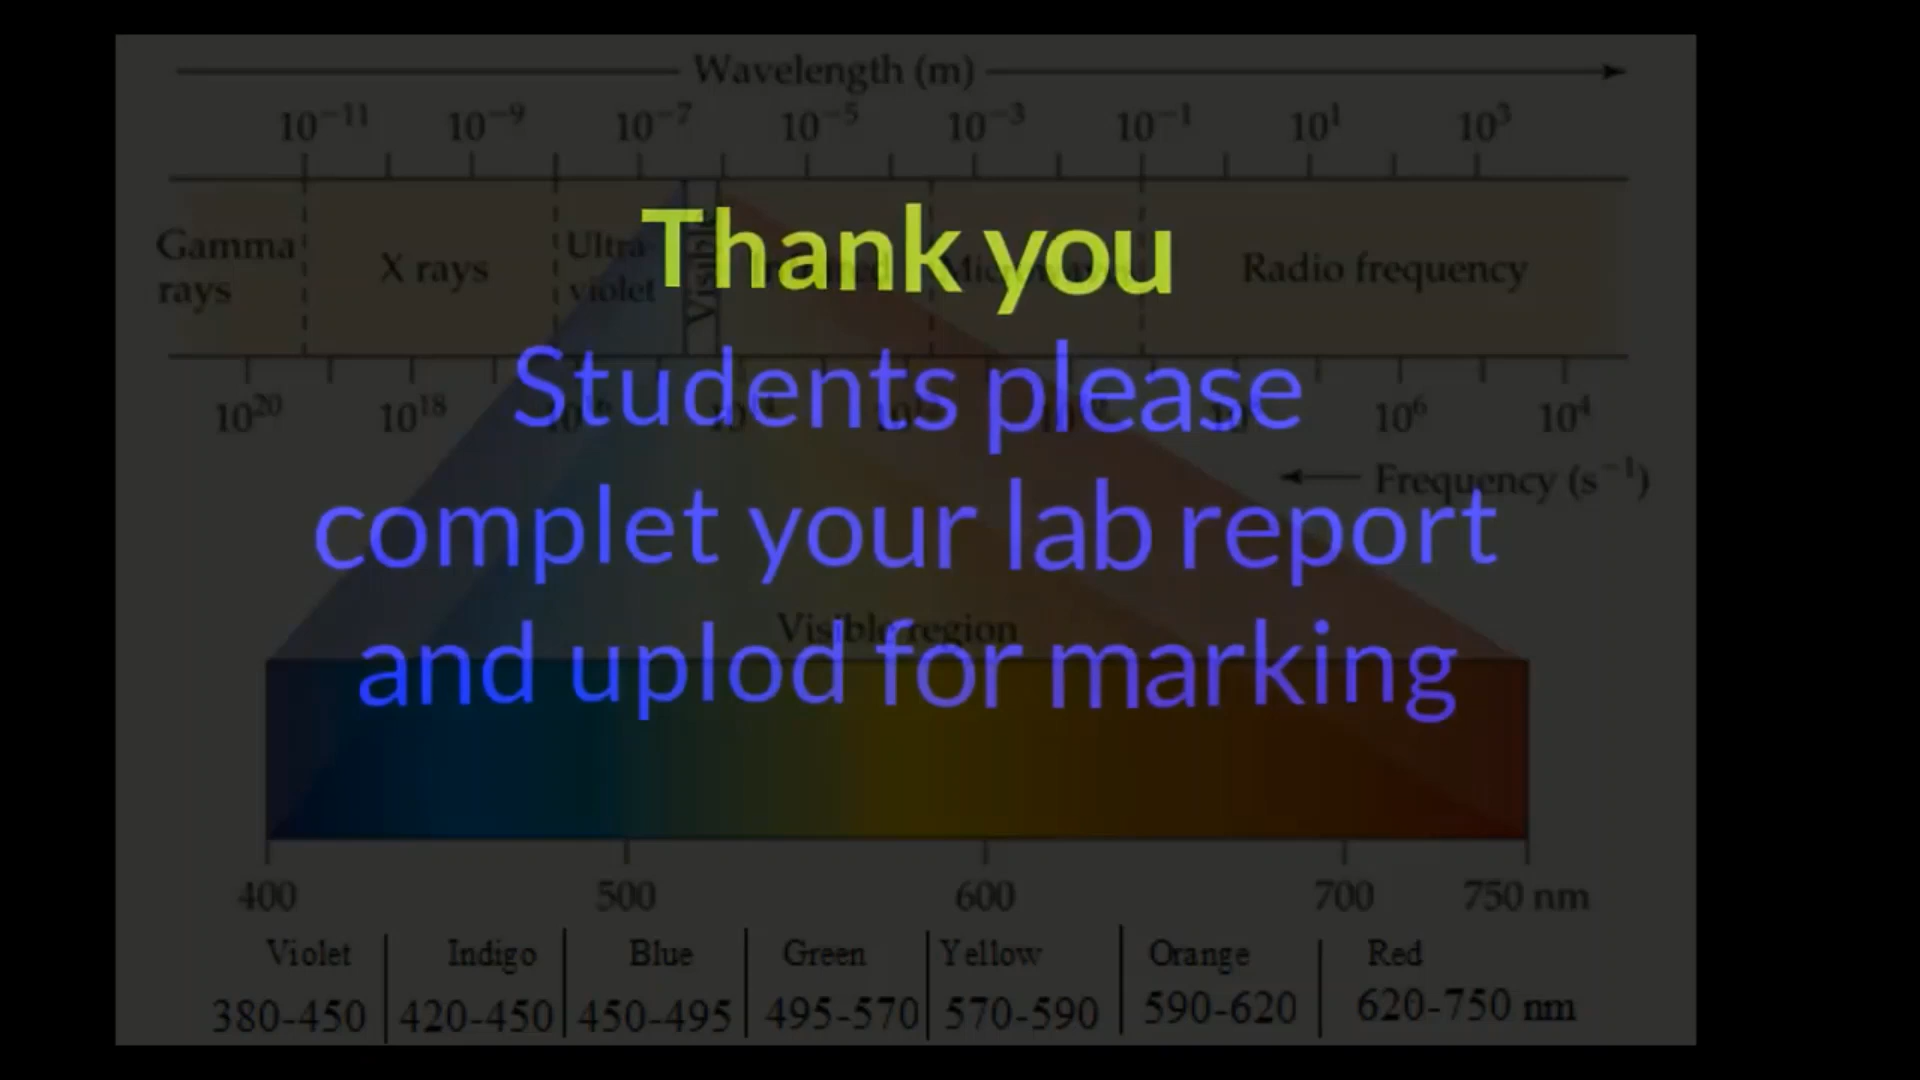 Wavelength (m)
10⁻¹¹ 10⁻⁹ 10⁻⁷ 10⁻⁵ 10⁻³ 10⁻¹ 10¹ 10³
Gamma rays
X rays
Ultra violet
Visible
Radio frequency
Thank you
Students please
complet your lab report
and uplod for marking
10²⁰ 10¹⁸ 10⁶ 10⁴
Frequency (s⁻¹)
Visible region
400 500 600 700 750 nm
Violet Indigo Blue Green Yellow Orange Red
380-450 420-450 450-495 495-570 570-590 590-620 620-750 nm